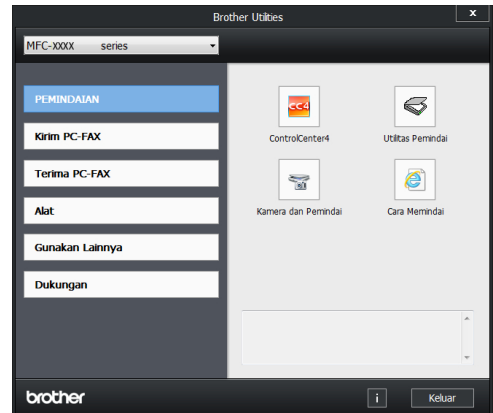 Brother Utilities
x
MFC-XXXX series
PEMINDAIAN
Kirim PC-FAX
Terima PC-FAX
Alat
Gunakan Lainnya
Dukungan
CC4
ControlCenter4
Utilitas Pemindai
Kamera dan Pemindai
Cara Memindai
brother
i
Keluar